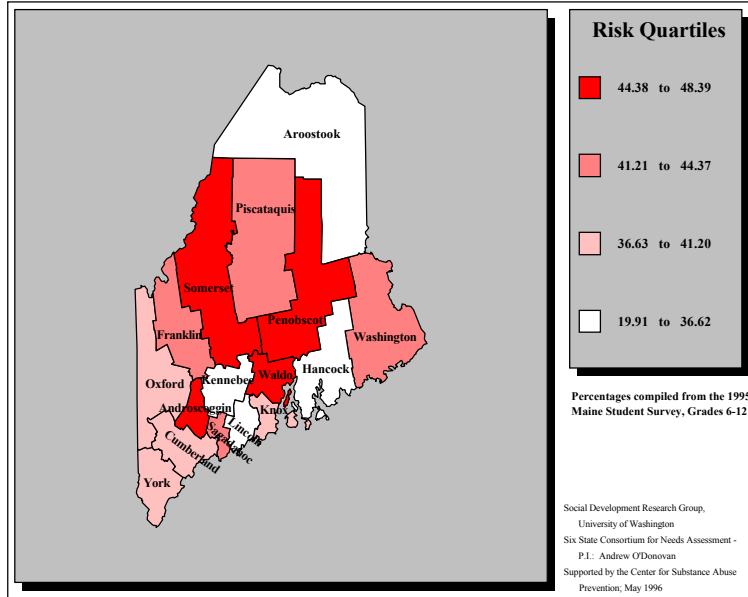 Risk Quartiles
44.38 to 48.39
41.21 to 44.37
36.63 to 41.20
19.91 to 36.62
Aroostook
Piscataquis
Somerset
Penobscot
Franklin
Washington
Hancock
Waldo
Kennebec
Oxford
Androscoggin
Knox
Lincoln
Sagadahoc
Cumberland
York
Percentages compiled from the 1995
Maine Student Survey, Grades 6-12
Social Development Research Group,
University of Washington
Six State Consortium for Needs Assessment -
P.I.: Andrew O'Donovan
Supported by the Center for Substance Abuse
Prevention; May 1996